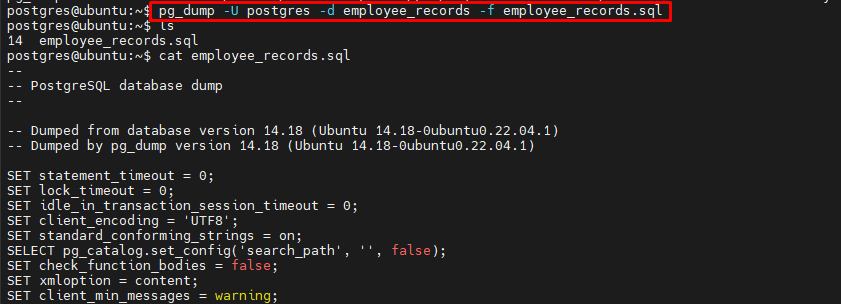 postgres@ubuntu:~$ pg_dump -U postgres -d employee_records -f employee_records.sql
postgres@ubuntu:~$ ls
14  employee_records.sql
postgres@ubuntu:~$ cat employee_records.sql
--
-- PostgreSQL database dump
--

-- Dumped from database version 14.18 (Ubuntu 14.18-0ubuntu0.22.04.1)
-- Dumped by pg_dump version 14.18 (Ubuntu 14.18-0ubuntu0.22.04.1)

SET statement_timeout = 0;
SET lock_timeout = 0;
SET idle_in_transaction_session_timeout = 0;
SET client_encoding = 'UTF8';
SET standard_conforming_strings = on;
SELECT pg_catalog.set_config('search_path', '', false);
SET check_function_bodies = false;
SET xmloption = content;
SET client_min_messages = warning;